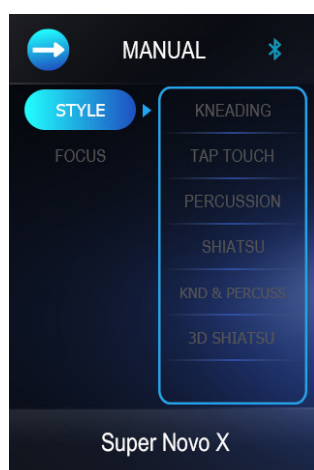 MANUAL
STYLE
FOCUS
KNEADING
TAP TOUCH
PERCUSSION
SHIATSU
KND & PERCUSS
3D SHIATSU
Super Novo X